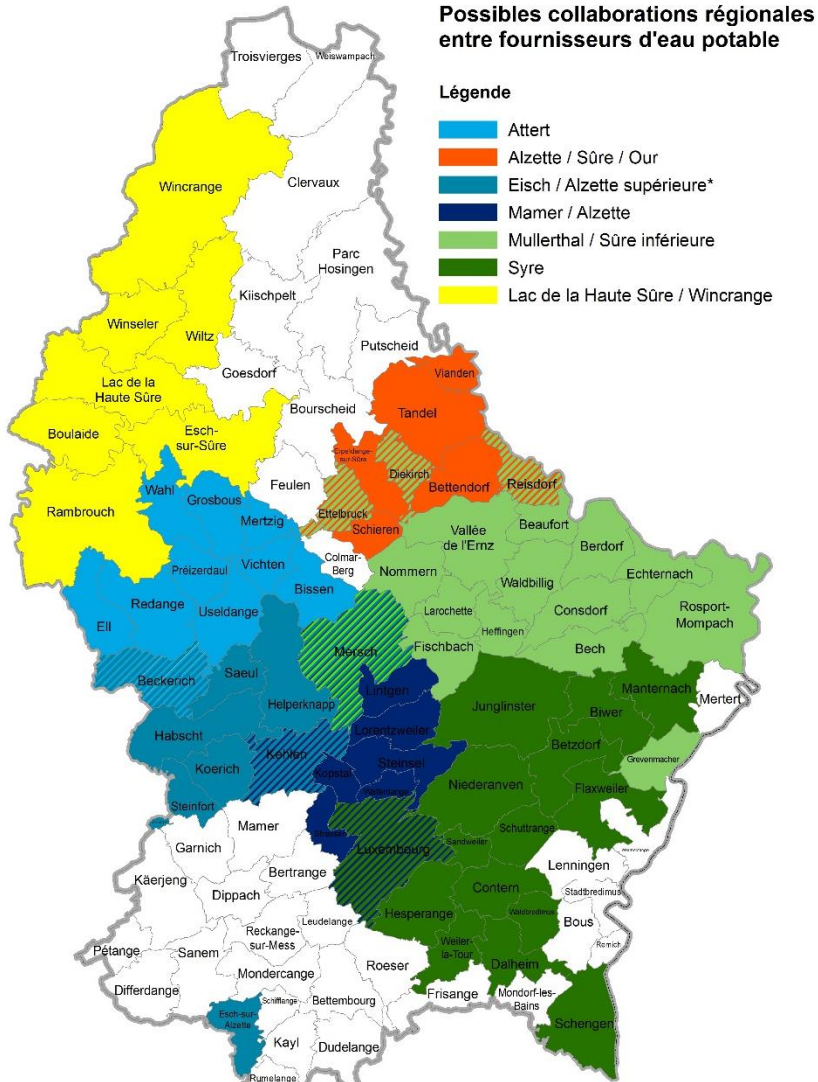 Possibles collaborations régionales
entre fournisseurs d'eau potable
Légende
Attert
Alzette / Sûre / Our
Eisch / Alzette supérieure*
Mamer / Alzette
Mullerthal / Sûre inférieure
Syre
Lac de la Haute Sûre / Wincrange
Troisvierges
Weiswampach
Wincrange
Clervaux
Parc
Hosingen
Kiischpelt
Winseler
Wiltz
Putscheid
Goesdorf
Vianden
Lac de la
Haute Sûre
Tandel
Bourscheid
Boulaide
Esch-
sur-Sûre
Erpeldange-
sur-Sûre
Diekirch
Bettendorf
Reisdorf
Feulen
Wahl
Grosbous
Rambrouch
Mertzig
Ettelbruck
Schieren
Vallée
de l'Ernz
Beaufort
Berdorf
Colmar-
Berg
Préizerdaul
Vichten
Nommern
Waldbillig
Echternach
Bissen
Redange
Useldange
Ell
Larochette
Consdorf
Rosport-
Mompach
Heffingen
Fischbach
Bech
Mersch
Beckerich
Saeul
Lintgen
Helperknapp
Junglinster
Manternach
Mertert
Biwer
Habscht
Lorentzweiler
Betzdorf
Kehlen
Steinsel
Grevenmacher
Koerich
Kopstal
Niederanven
Flaxweiler
Walferdange
Steinfort
Mamer
Strassen
Schuttrange
Garnich
Luxembourg
Sandweiler
Lenningen
Bertrange
Käerjeng
Dippach
Contern
Stadtbredimus
Hesperange
Waldbredimus
Bous
Leudelange
Reckange-
sur-Mess
Remich
Weiler-
la-Tour
Pétange
Sanem
Roeser
Dalheim
Mondercange
Differdange
Frisange
Mondorf-les-
Bains
Schifflange
Bettembourg
Esch-sur-
Alzette
Schengen
Kayl
Dudelange
Rumelange